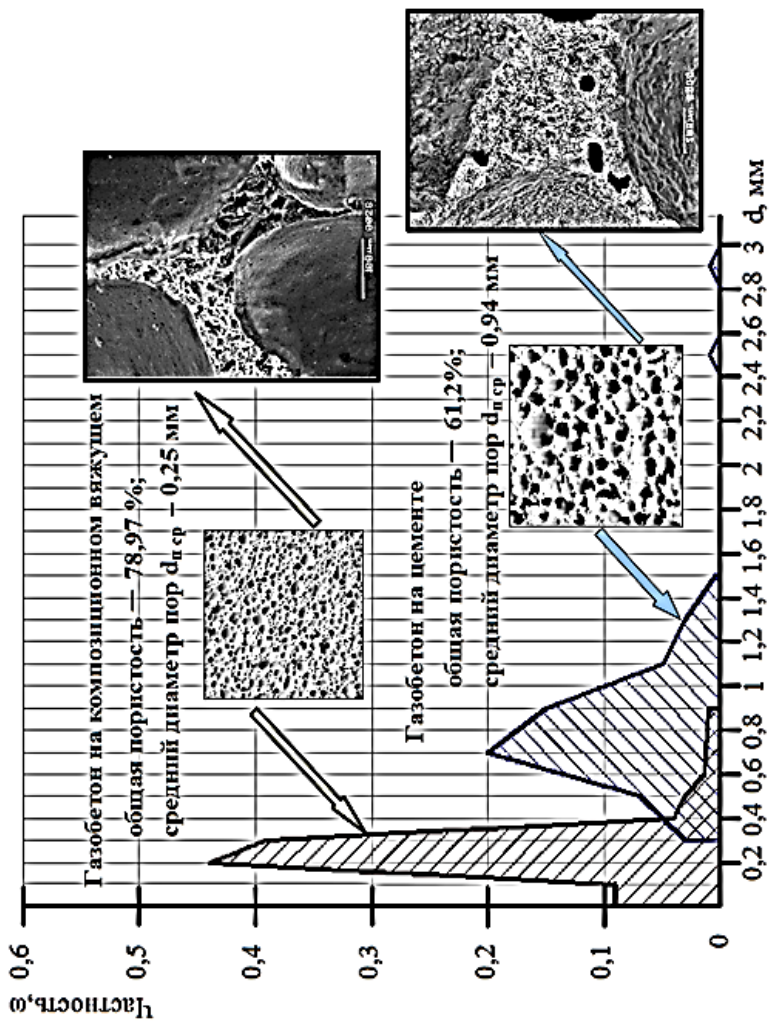 Частность,ω
0,6
0,5
0,4
0,3
0,2
0,1
0
Газобетон на композиционном вяжущем
общая пористость — 78,97 %;
средний диаметр пор dп ср – 0,25 мм
Газобетон на цементе
общая пористость — 61,2%;
средний диаметр пор dп ср – 0,94 мм
0,2 0,4 0,6 0,8 1 1,2 1,4 1,6 1,8 2 2,2 2,4 2,6 2,8 3 d, мм